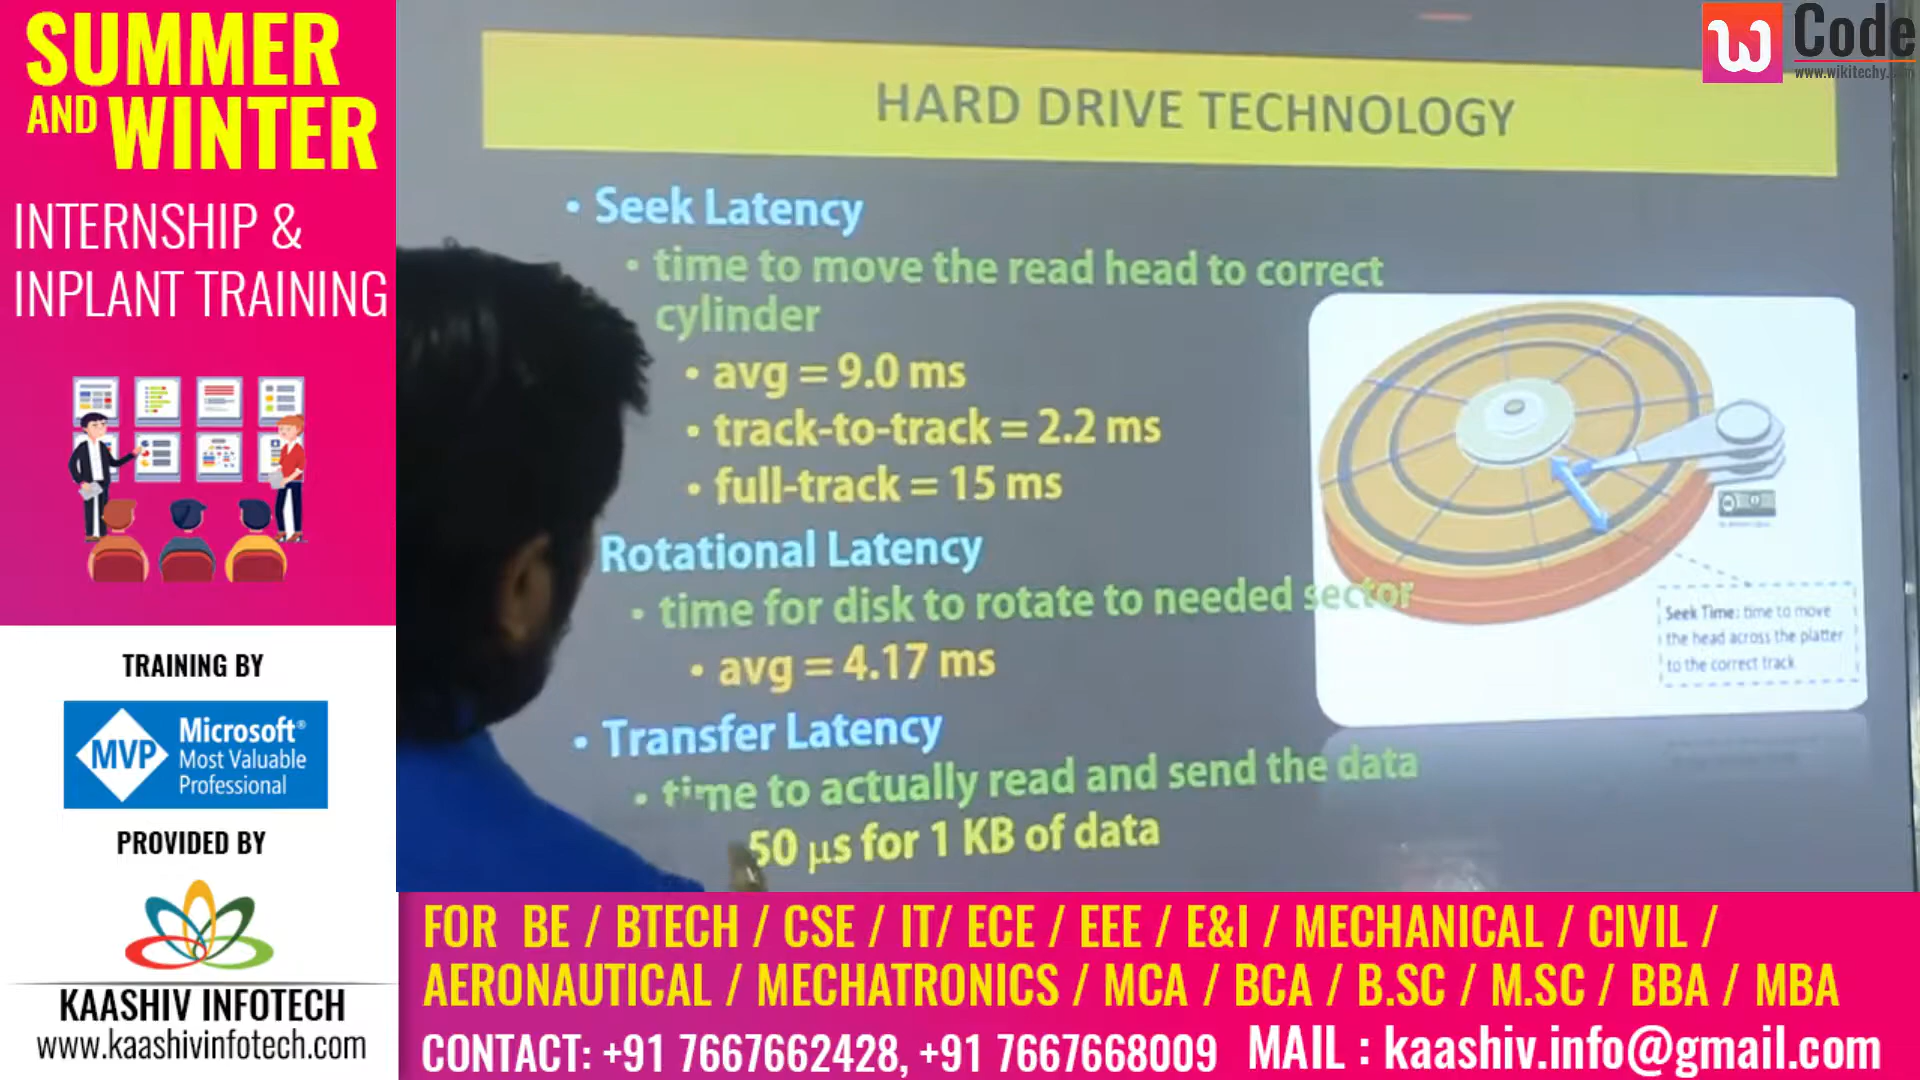 SUMMER
AND WINTER
INTERNSHIP &
INPLANT TRAINING
TRAINING BY
MVP
Microsoft®
Most Valuable
Professional
PROVIDED BY
KAASHIV INFOTECH
www.kaashivinfotech.com
W Code
www.wikitechy.com
HARD DRIVE TECHNOLOGY
• Seek Latency
• time to move the read head to correct
cylinder
• avg = 9.0 ms
• track-to-track = 2.2 ms
• full-track = 15 ms
Rotational Latency
• time for disk to rotate to needed sector
• avg = 4.17 ms
• Transfer Latency
• time to actually read and send the data
50 µs for 1 KB of data
Seek Time: time to move
the head across the platter
to the correct track
FOR BE / BTECH / CSE / IT/ ECE / EEE / E&I / MECHANICAL / CIVIL /
AERONAUTICAL / MECHATRONICS / MCA / BCA / B.SC / M.SC / BBA / MBA
CONTACT: +91 7667662428, +91 7667668009 MAIL : kaashiv.info@gmail.com